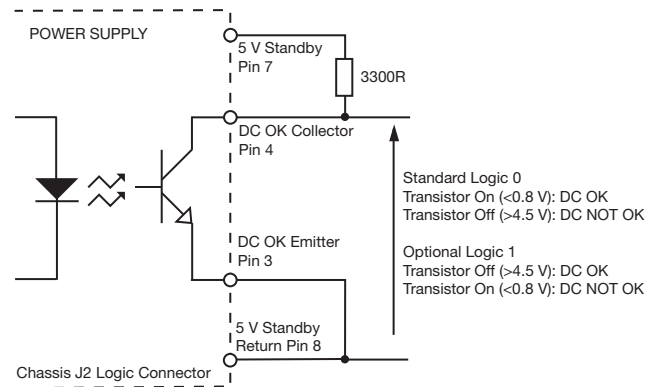 POWER SUPPLY
5 V Standby
Pin 7
3300R
DC OK Collector
Pin 4
Standard Logic 0
Transistor On (<0.8 V): DC OK
Transistor Off (>4.5 V): DC NOT OK
Optional Logic 1
Transistor Off (>4.5 V): DC OK
Transistor On (<0.8 V): DC NOT OK
DC OK Emitter
Pin 3
5 V Standby
Return Pin 8
Chassis J2 Logic Connector